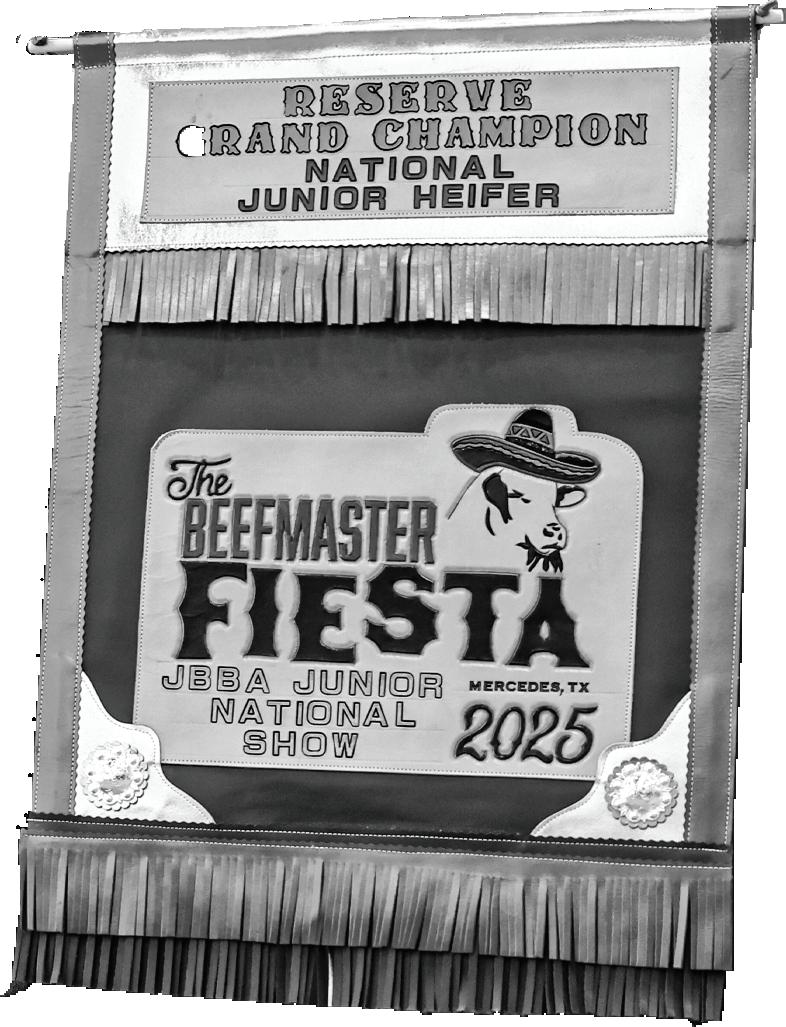 RESERVE
GRAND CHAMPION
NATIONAL
JUNIOR HEIFER
The
BEEFMASTER
FIESTA
JBBA JUNIOR
NATIONAL
SHOW
MERCEDES, TX
2025